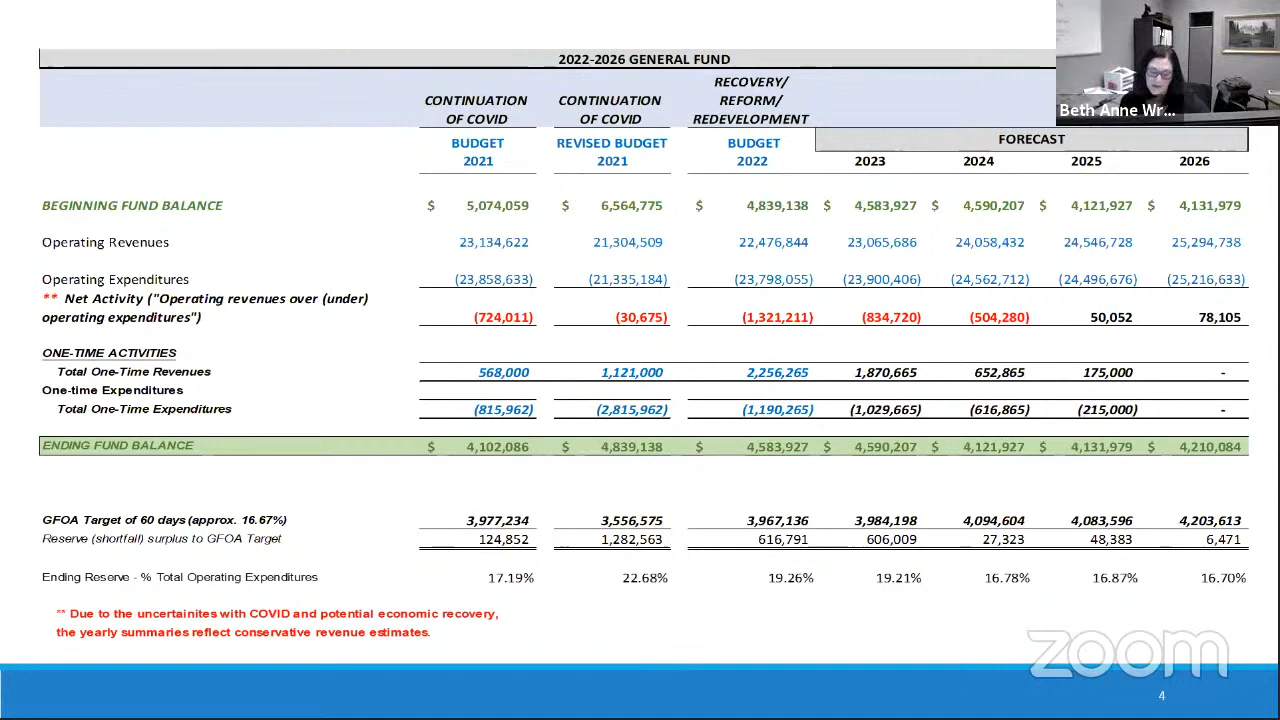 2022-2026 GENERAL FUND
CONTINUATION OF COVID CONTINUATION OF COVID RECOVERY/ REFORM/ REDEVELOPMENT
Beth Anne Wr...
FORECAST
BUDGET 2021 REVISED BUDGET 2021 BUDGET 2022 2023 2024 2025 2026
BEGINNING FUND BALANCE $ 5,074,059 $ 6,564,775 $ 4,839,138 $ 4,583,927 $ 4,590,207 $ 4,121,927 $ 4,131,979
Operating Revenues 23,134,622 21,304,509 22,476,844 23,065,686 24,058,432 24,546,728 25,294,738
Operating Expenditures (23,858,633) (21,335,184) (23,798,055) (23,900,406) (24,562,712) (24,496,676) (25,216,633)
** Net Activity ("Operating revenues over (under)
operating expenditures") (724,011) (30,675) (1,321,211) (834,720) (504,280) 50,052 78,105
ONE-TIME ACTIVITIES
Total One-Time Revenues 568,000 1,121,000 2,256,265 1,870,665 652,865 175,000 -
One-time Expenditures
Total One-Time Expenditures (815,962) (2,815,962) (1,190,265) (1,029,665) (616,865) (215,000) -
ENDING FUND BALANCE $ 4,102,086 $ 4,839,138 $ 4,583,927 $ 4,590,207 $ 4,121,927 $ 4,131,979 $ 4,210,084
GFOA Target of 60 days (approx. 16.67%) 3,977,234 3,556,575 3,967,136 3,984,198 4,094,604 4,083,596 4,203,613
Reserve (shortfall) surplus to GFOA Target 124,852 1,282,563 616,791 606,009 27,323 48,383 6,471
Ending Reserve - % Total Operating Expenditures 17.19% 22.68% 19.26% 19.21% 16.78% 16.87% 16.70%
** Due to the uncertainites with COVID and potential economic recovery,
the yearly summaries reflect conservative revenue estimates.
zoom
4